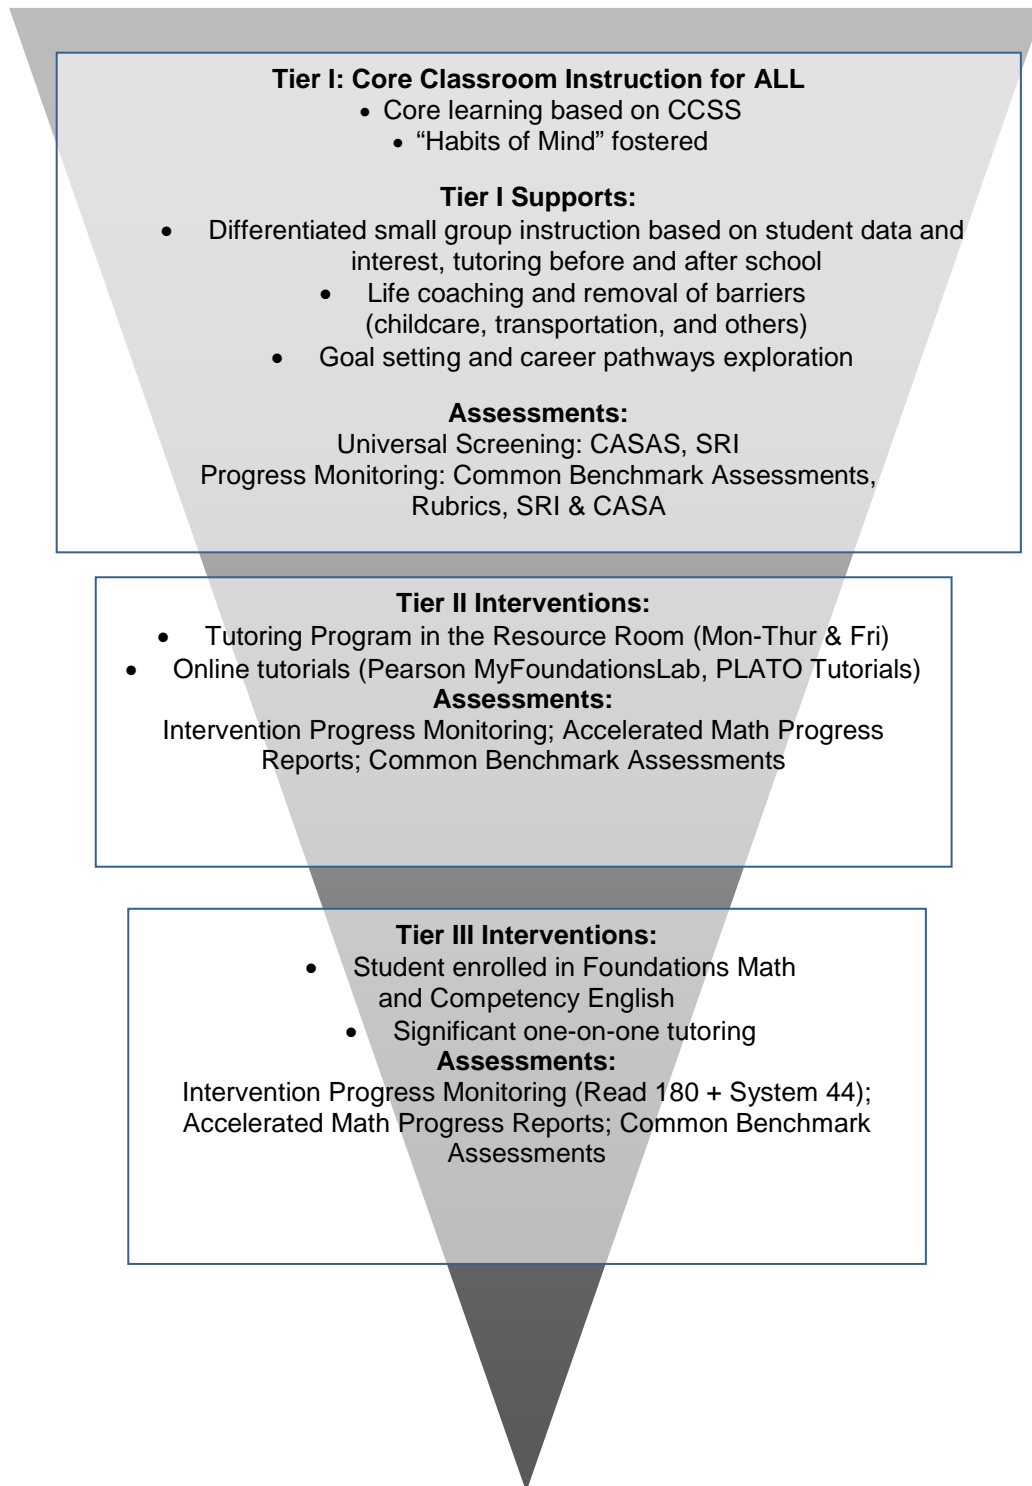 Tier I: Core Classroom Instruction for ALL
• Core learning based on CCSS
• “Habits of Mind” fostered
Tier I Supports:
• Differentiated small group instruction based on student data and
interest, tutoring before and after school
• Life coaching and removal of barriers
(childcare, transportation, and others)
• Goal setting and career pathways exploration
Assessments:
Universal Screening: CASAS, SRI
Progress Monitoring: Common Benchmark Assessments,
Rubrics, SRI & CASA
Tier II Interventions:
• Tutoring Program in the Resource Room (Mon-Thur & Fri)
• Online tutorials (Pearson MyFoundationsLab, PLATO Tutorials)
Assessments:
Intervention Progress Monitoring; Accelerated Math Progress
Reports; Common Benchmark Assessments
Tier III Interventions:
• Student enrolled in Foundations Math
and Competency English
• Significant one-on-one tutoring
Assessments:
Intervention Progress Monitoring (Read 180 + System 44);
Accelerated Math Progress Reports; Common Benchmark
Assessments